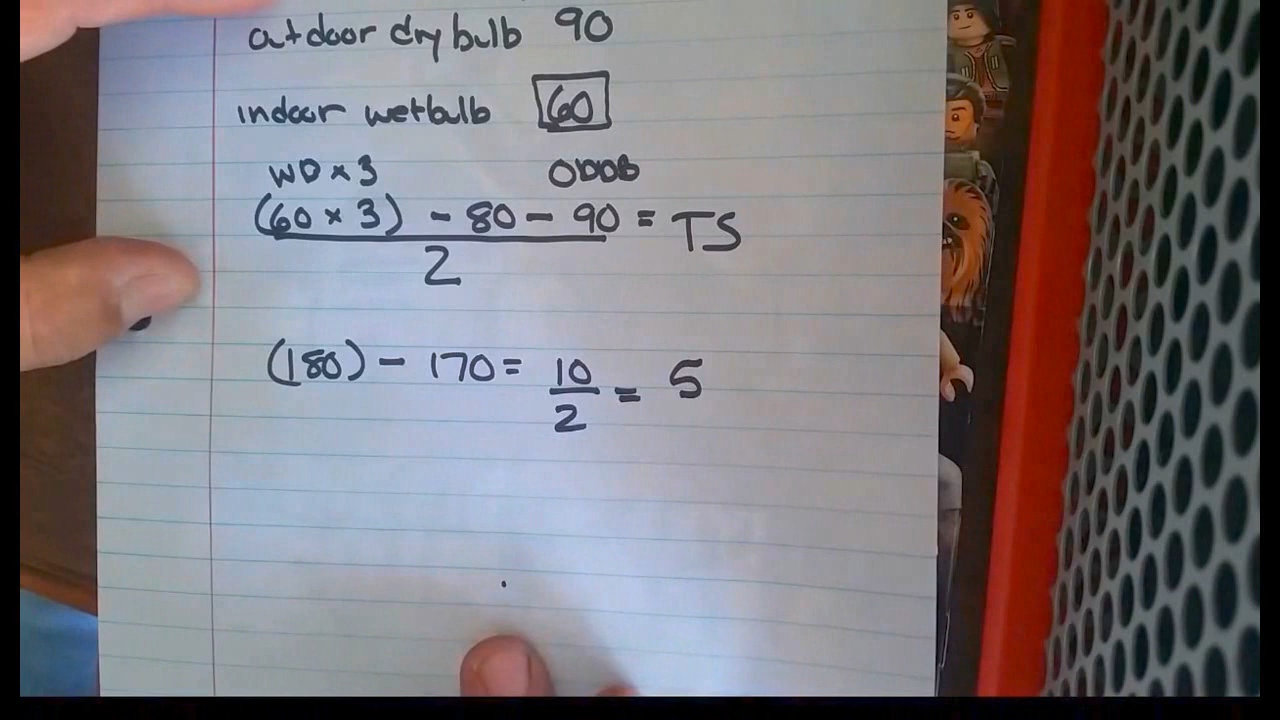 outdoor dry bulb 90
indoor wetbulb 60
WD x 3 ODDB
(60 x 3) - 80 - 90 = TS
2
(180) - 170 = 10 = 5
2